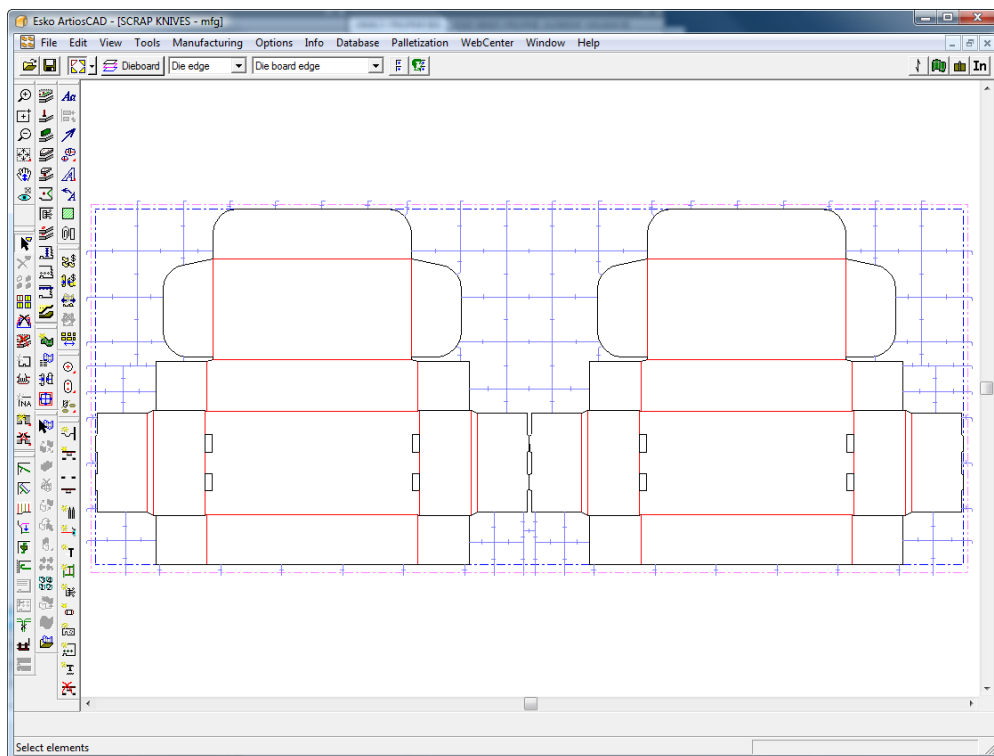 Esko ArtiosCAD - [SCRAP KNIVES - mfg]
File Edit View Tools Manufacturing Options Info Database Palletization WebCenter Window Help
Dieboard Die edge Die board edge In
Select elements